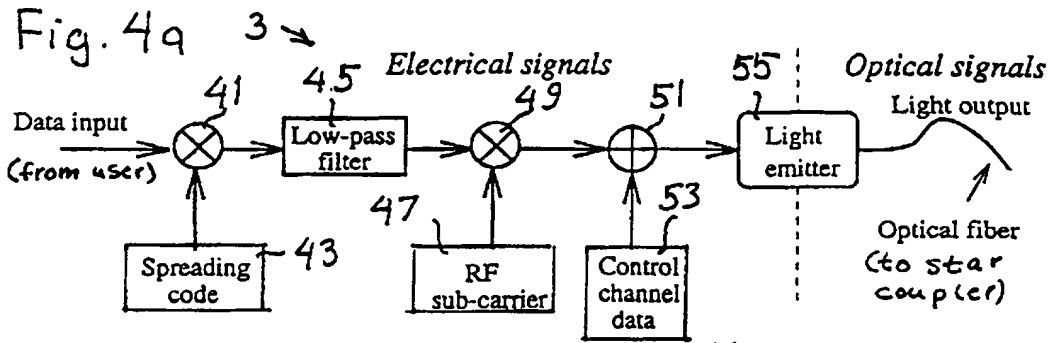 Fig. 4a
3
Electrical signals
Optical signals
41
45
49
51
55
Light output
Data input
(from user)
Low-pass
filter
Light
emitter
43
47
53
Spreading
code
RF
sub-carrier
Control
channel
data
Optical fiber
(to star
coupler)